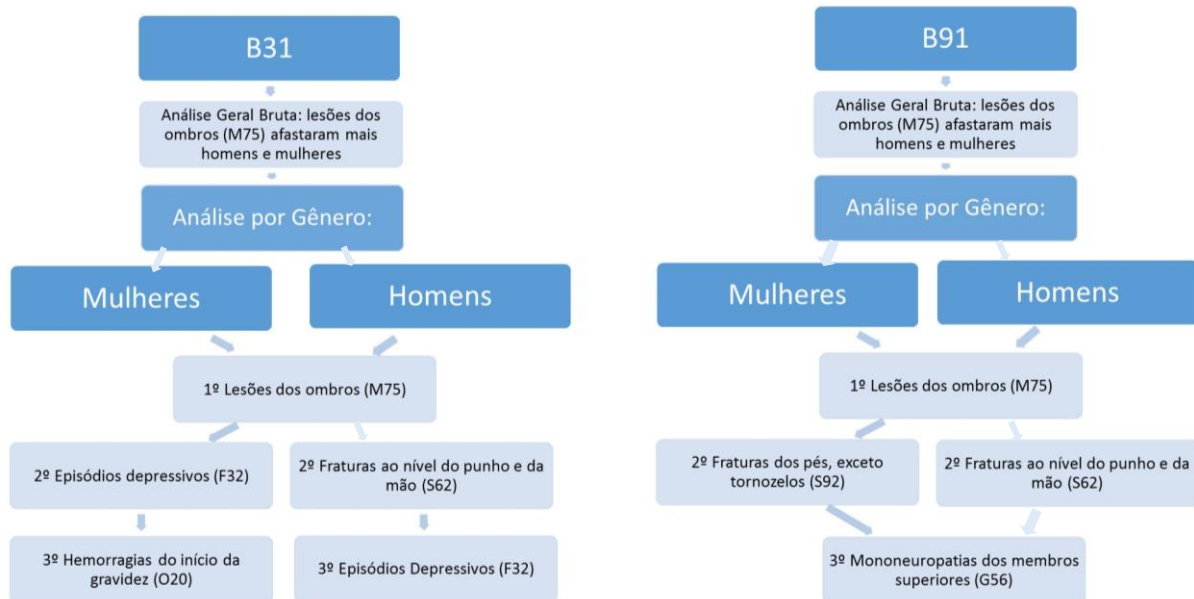 B31
Análise Geral Bruta: lesões dos
ombros (M75) afastaram mais
homens e mulheres
Análise por Gênero:
Mulheres
Homens
1º Lesões dos ombros (M75)
2º Episódios depressivos (F32)
2º Fraturas ao nível do punho e da
mão (S62)
3º Hemorragias do início da
gravidez (O20)
3º Episódios Depressivos (F32)
B91
Análise Geral Bruta: lesões dos
ombros (M75) afastaram mais
homens e mulheres
Análise por Gênero:
Mulheres
Homens
1º Lesões dos ombros (M75)
2º Fraturas dos pés, exceto
tornozelos (S92)
2º Fraturas ao nível do punho e da
mão (S62)
3º Mononeuropatias dos membros
superiores (G56)